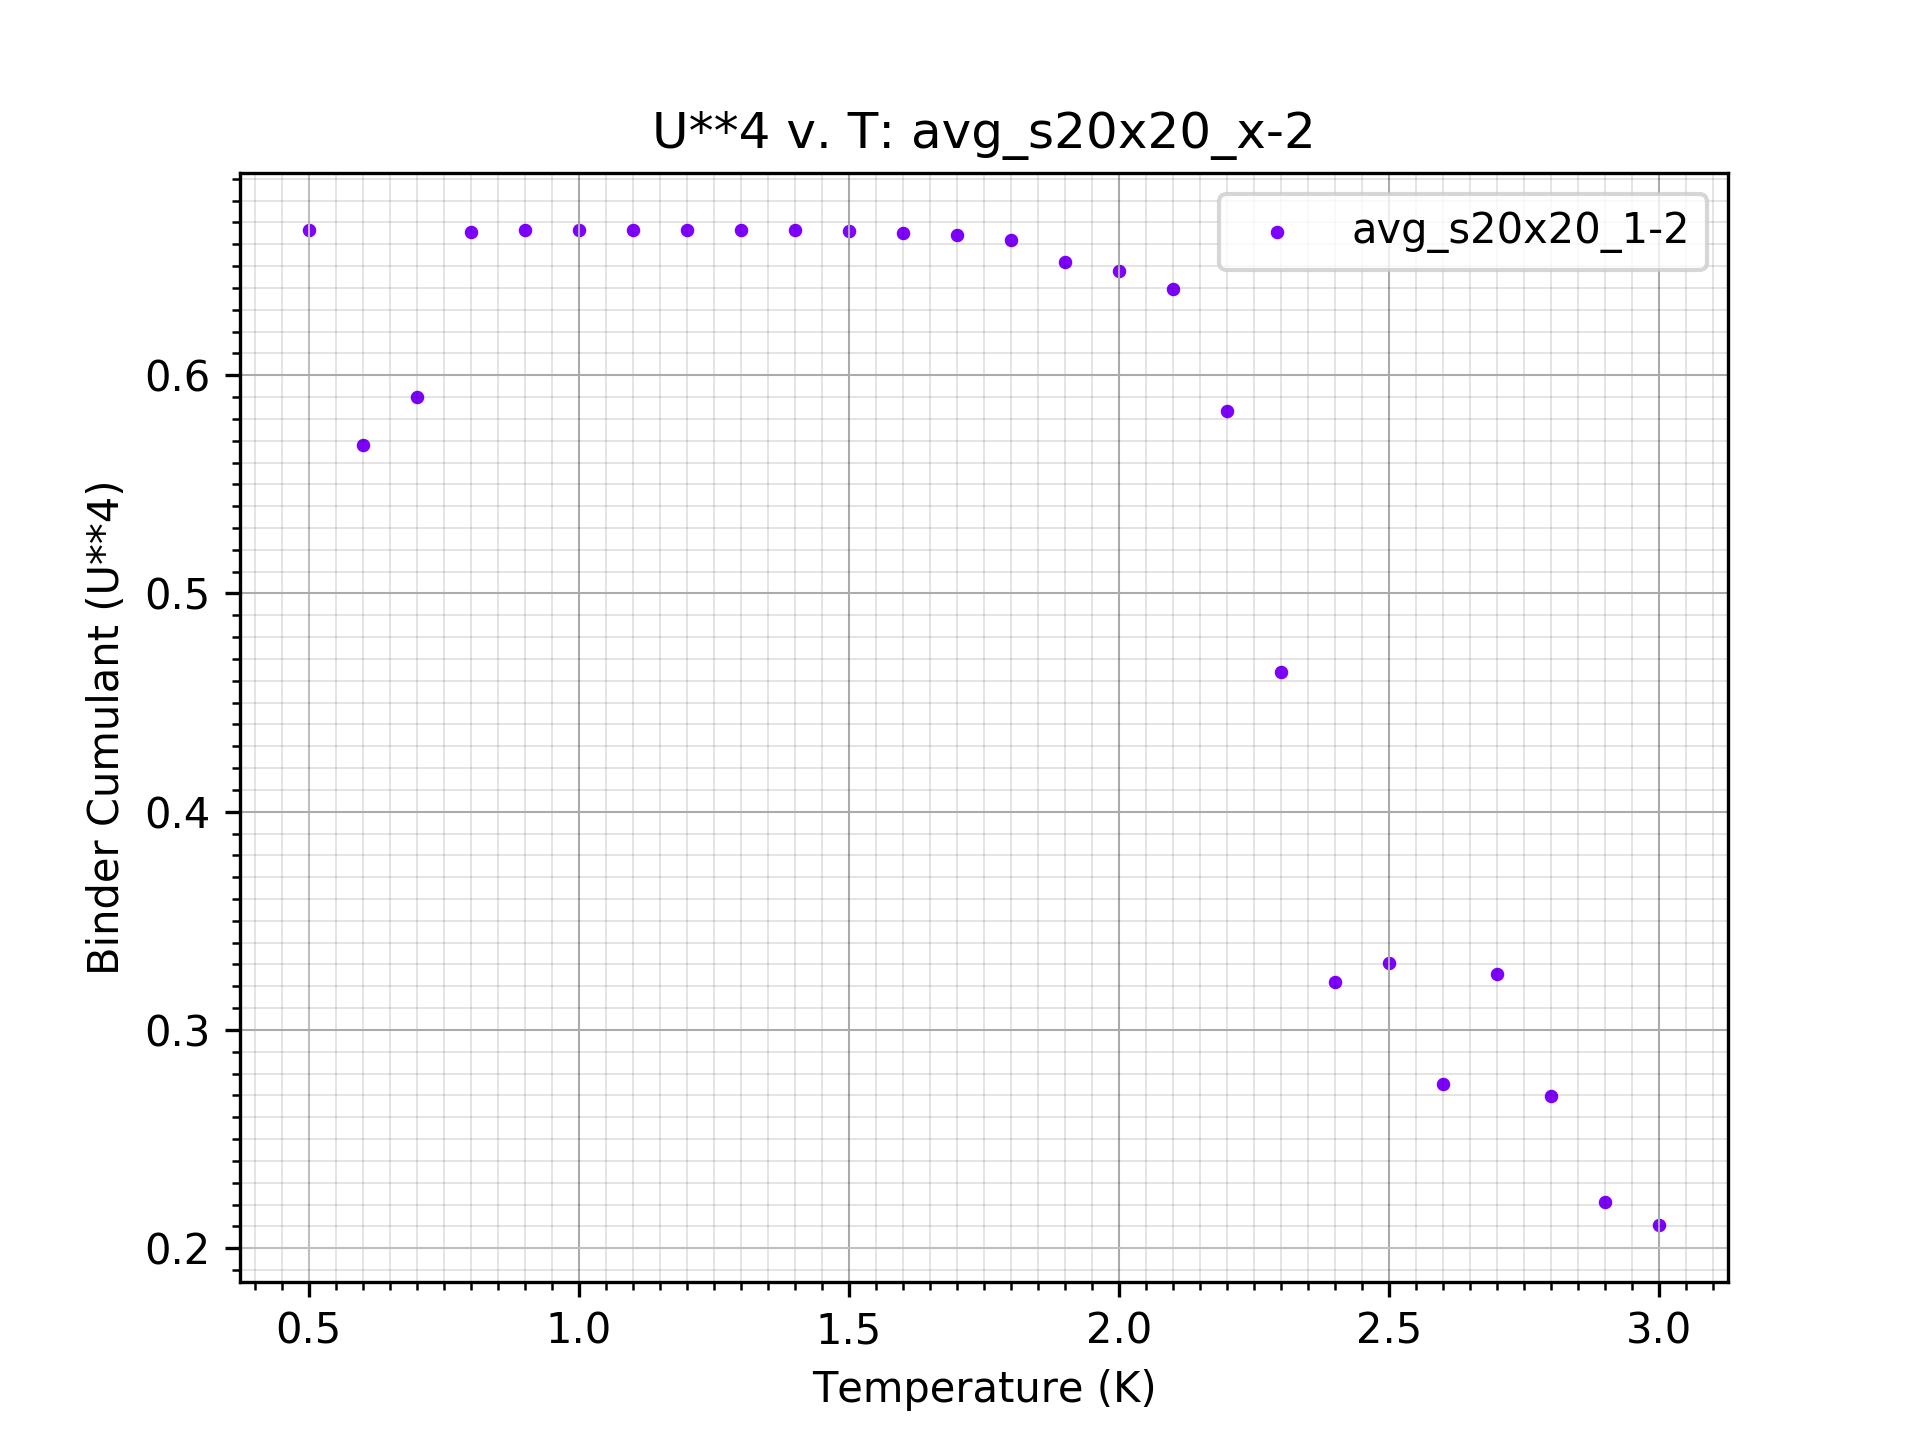 U**4 v. T: avg_s20x20_x-2
avg_s20x20_1-2
Binder Cumulant (U**4)
0.6
0.5
0.4
0.3
0.2
0.5 1.0 1.5 2.0 2.5 3.0
Temperature (K)